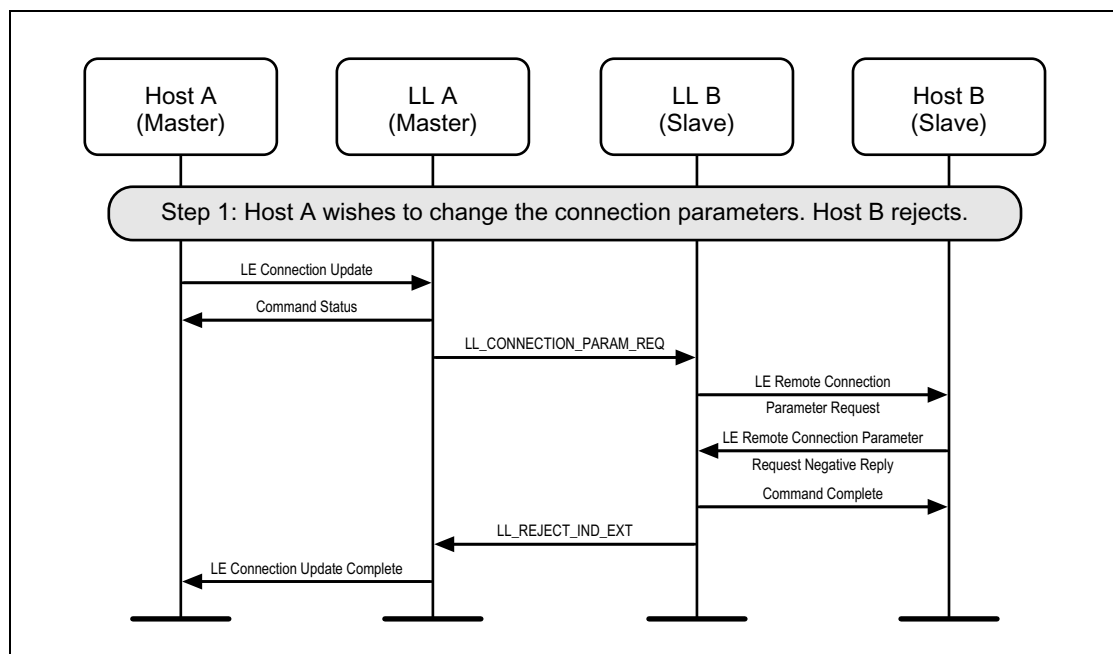 Host A
(Master)
LL A
(Master)
LL B
(Slave)
Host B
(Slave)
Step 1: Host A wishes to change the connection parameters. Host B rejects.
LE Connection Update
Command Status
LL_CONNECTION_PARAM_REQ
LE Remote Connection
Parameter Request
LE Remote Connection Parameter
Request Negative Reply
Command Complete
LL_REJECT_IND_EXT
LE Connection Update Complete